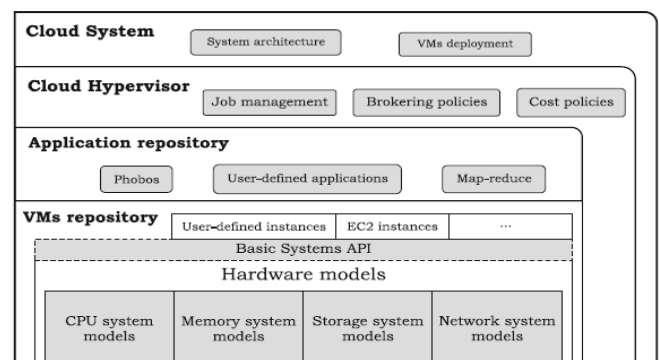 Cloud System
System architecture
VMs deployment
Cloud Hypervisor
Job management
Brokering policies
Cost policies
Application repository
Phobos
User-defined applications
Map-reduce
VMs repository
User-defined instances
EC2 instances
...
Basic Systems API
Hardware models
CPU system
models
Memory system
models
Storage system
models
Network system
models